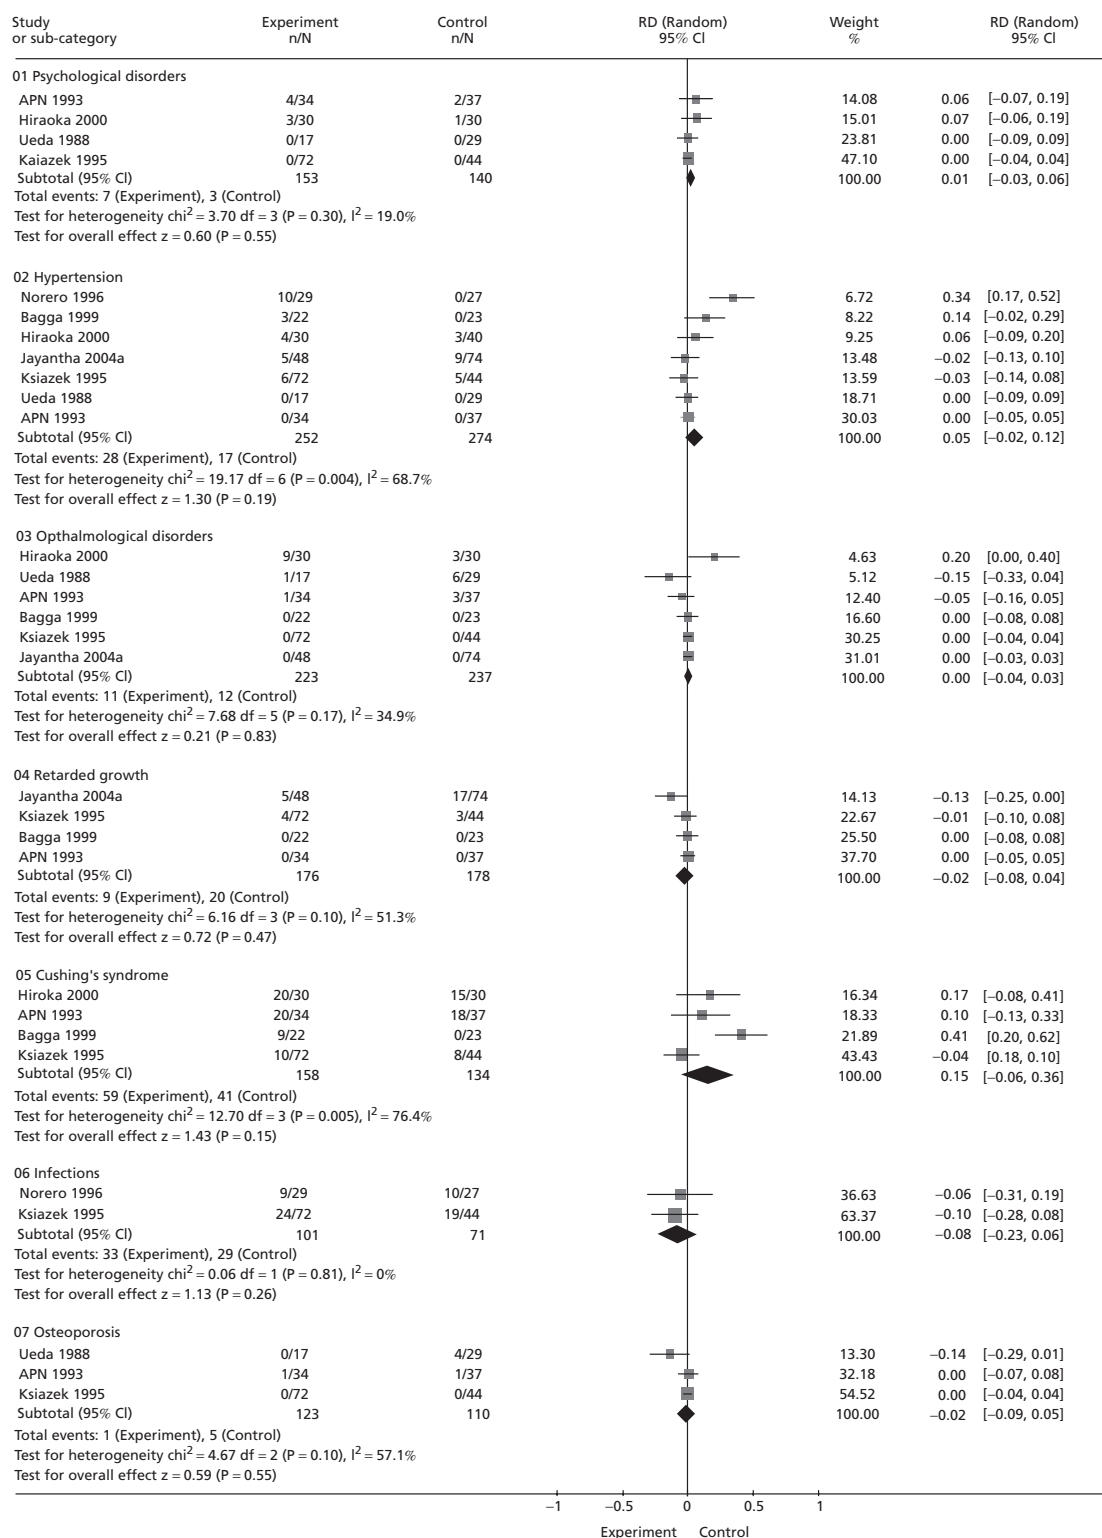 Study Experiment Control RD (Random) Weight RD (Random)
or sub-category n/N n/N 95% CI % 95% CI
01 Psychological disorders
APN 1993 4/34 2/37 14.08 0.06 [−0.07, 0.19]
Hiraoka 2000 3/30 1/30 15.01 0.07 [−0.06, 0.19]
Ueda 1988 0/17 0/29 23.81 0.00 [−0.09, 0.09]
Kaiazek 1995 0/72 0/44 47.10 0.00 [−0.04, 0.04]
Subtotal (95% CI) 153 140 100.00 0.01 [−0.03, 0.06]
Total events: 7 (Experiment), 3 (Control)
Test for heterogeneity chi² = 3.70 df = 3 (P = 0.30), I² = 19.0%
Test for overall effect z = 0.60 (P = 0.55)
02 Hypertension
Norero 1996 10/29 0/27 6.72 0.34 [0.17, 0.52]
Bagga 1999 3/22 0/23 8.22 0.14 [−0.02, 0.29]
Hiraoka 2000 4/30 3/40 9.25 0.06 [−0.09, 0.20]
Jayantha 2004a 5/48 9/74 13.48 −0.02 [−0.13, 0.10]
Ksiazek 1995 6/72 5/44 13.59 −0.03 [−0.14, 0.08]
Ueda 1988 0/17 0/29 18.71 0.00 [−0.09, 0.09]
APN 1993 0/34 0/37 30.03 0.00 [−0.05, 0.05]
Subtotal (95% CI) 252 274 100.00 0.05 [−0.02, 0.12]
Total events: 28 (Experiment), 17 (Control)
Test for heterogeneity chi² = 19.17 df = 6 (P = 0.004), I² = 68.7%
Test for overall effect z = 1.30 (P = 0.19)
03 Opthalmological disorders
Hiraoka 2000 9/30 3/30 4.63 0.20 [0.00, 0.40]
Ueda 1988 1/17 6/29 5.12 −0.15 [−0.33, 0.04]
APN 1993 1/34 3/37 12.40 −0.05 [−0.16, 0.05]
Bagga 1999 0/22 0/23 16.60 0.00 [−0.08, 0.08]
Ksiazek 1995 0/72 0/44 30.25 0.00 [−0.04, 0.04]
Jayantha 2004a 0/48 0/74 31.01 0.00 [−0.03, 0.03]
Subtotal (95% CI) 223 237 100.00 0.00 [−0.04, 0.03]
Total events: 11 (Experiment), 12 (Control)
Test for heterogeneity chi² = 7.68 df = 5 (P = 0.17), I² = 34.9%
Test for overall effect z = 0.21 (P = 0.83)
04 Retarded growth
Jayantha 2004a 5/48 17/74 14.13 −0.13 [−0.25, 0.00]
Ksiazek 1995 4/72 3/44 22.67 −0.01 [−0.10, 0.08]
Bagga 1999 0/22 0/23 25.50 0.00 [−0.08, 0.08]
APN 1993 0/34 0/37 37.70 0.00 [−0.05, 0.05]
Subtotal (95% CI) 176 178 100.00 −0.02 [−0.08, 0.04]
Total events: 9 (Experiment), 20 (Control)
Test for heterogeneity chi² = 6.16 df = 3 (P = 0.10), I² = 51.3%
Test for overall effect z = 0.72 (P = 0.47)
05 Cushing's syndrome
Hiroka 2000 20/30 15/30 16.34 0.17 [−0.08, 0.41]
APN 1993 20/34 18/37 18.33 0.10 [−0.13, 0.33]
Bagga 1999 9/22 0/23 21.89 0.41 [0.20, 0.62]
Ksiazek 1995 10/72 8/44 43.43 −0.04 [0.18, 0.10]
Subtotal (95% CI) 158 134 100.00 0.15 [−0.06, 0.36]
Total events: 59 (Experiment), 41 (Control)
Test for heterogeneity chi² = 12.70 df = 3 (P = 0.005), I² = 76.4%
Test for overall effect z = 1.43 (P = 0.15)
06 Infections
Norero 1996 9/29 10/27 36.63 −0.06 [−0.31, 0.19]
Ksiazek 1995 24/72 19/44 63.37 −0.10 [−0.28, 0.08]
Subtotal (95% CI) 101 71 100.00 −0.08 [−0.23, 0.06]
Total events: 33 (Experiment), 29 (Control)
Test for heterogeneity chi² = 0.06 df = 1 (P = 0.81), I² = 0%
Test for overall effect z = 1.13 (P = 0.26)
07 Osteoporosis
Ueda 1988 0/17 4/29 13.30 −0.14 [−0.29, 0.01]
APN 1993 1/34 1/37 32.18 0.00 [−0.07, 0.08]
Ksiazek 1995 0/72 0/44 54.52 0.00 [−0.04, 0.04]
Subtotal (95% CI) 123 110 100.00 −0.02 [−0.09, 0.05]
Total events: 1 (Experiment), 5 (Control)
Test for heterogeneity chi² = 4.67 df = 2 (P = 0.10), I² = 57.1%
Test for overall effect z = 0.59 (P = 0.55)
−1 −0.5 0 0.5 1
Experiment Control